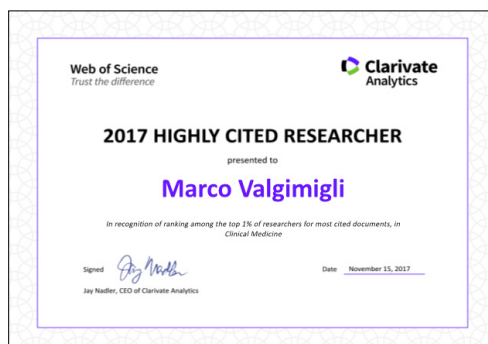 Web of Science
Trust the difference
Clarivate
Analytics
2017 HIGHLY CITED RESEARCHER
presented to
Marco Valgimigli
In recognition of ranking among the top 1% of researchers for most cited documents, in
Clinical Medicine
Signed Jay Nadler
Date November 15, 2017
Jay Nadler, CEO of Clarivate Analytics